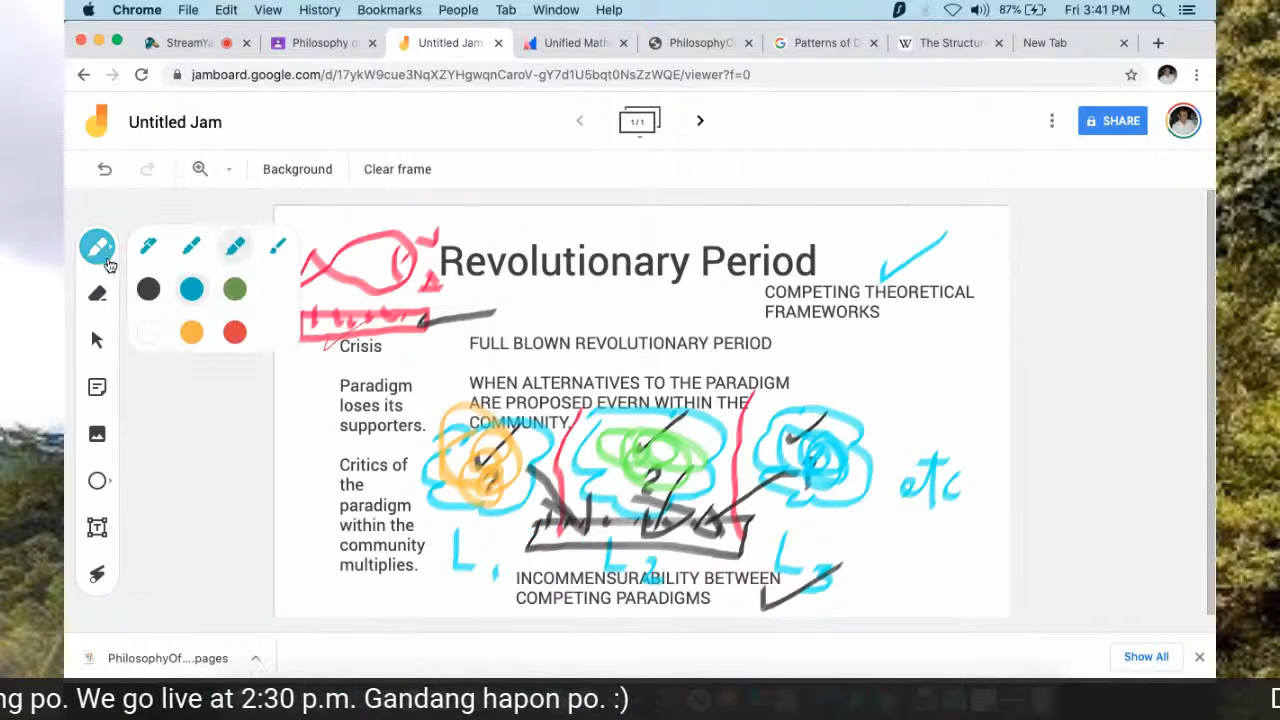 Chrome File Edit View History Bookmarks People Tab Window Help 87% Fri 3:41 PM
StreamYa Philosophy o Untitled Jam Unified Math PhilosophyO Patterns of D The Structur New Tab
jamboard.google.com/d/17ykW9cue3NqXZYHgwqnCaroV-gY7d1U5bqt0NsZzWQE/viewer?f=0
Untitled Jam 1/1 SHARE
Background Clear frame
Revolutionary Period
COMPETING THEORETICAL
FRAMEWORKS
Crisis FULL BLOWN REVOLUTIONARY PERIOD
Paradigm
loses its
supporters.
WHEN ALTERNATIVES TO THE PARADIGM
ARE PROPOSED EVERN WITHIN THE
COMMUNITY.
Critics of
the
paradigm
within the
community
multiplies.
etc
2
L1 L2 L3
INCOMMENSURABILITY BETWEEN
COMPETING PARADIGMS
PhilosophyOf....pages Show All
ng po. We go live at 2:30 p.m. Gandang hapon po. :) D